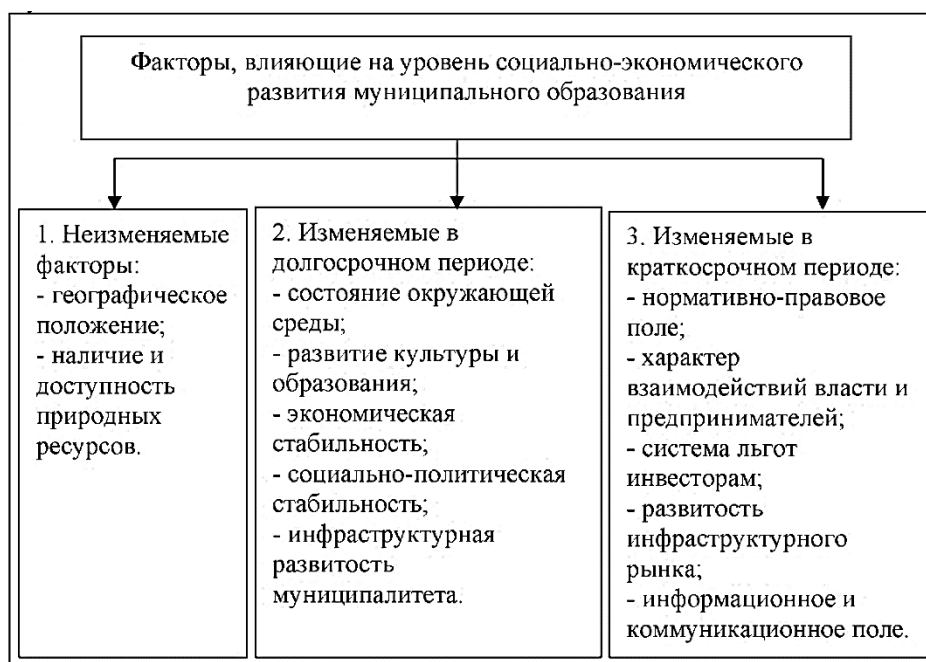 Факторы, влияющие на уровень социально-экономического
развития муниципального образования
1. Неизменяемые
факторы:
- географическое
положение;
- наличие и
доступность
природных
ресурсов.
2. Изменяемые в
долгосрочном периоде:
- состояние окружающей
среды;
- развитие культуры и
образования;
- экономическая
стабильность;
- социально-политическая
стабильность;
- инфраструктурная
развитость
муниципалитета.
3. Изменяемые в
краткосрочном периоде:
- нормативно-правовое
поле;
- характер
взаимодействий власти и
предпринимателей;
- система льгот
инвесторам;
- развитость
инфраструктурного
рынка;
- информационное и
коммуникационное поле.